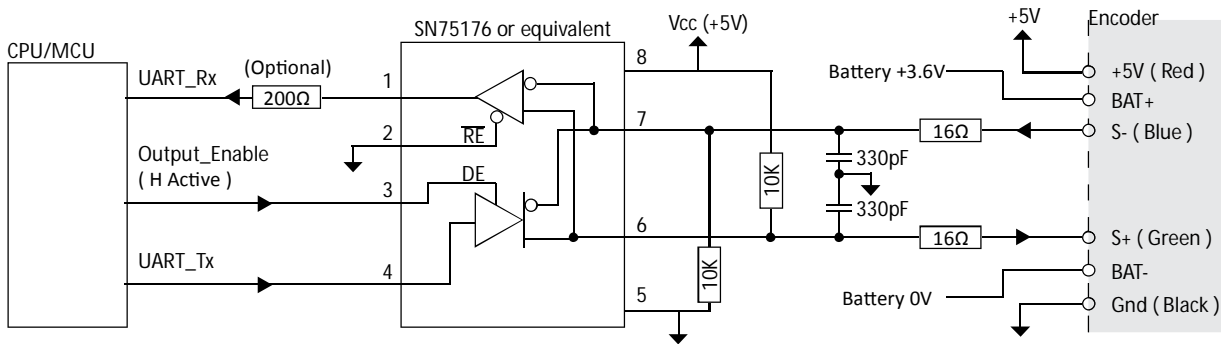 CPU/MCU
UART_Rx
(Optional)
200Ω
Output_Enable
( H Active )
UART_Tx
SN75176 or equivalent
1
2
3
4
RE
DE
8
7
6
5
Vcc (+5V)
10K
10K
330pF
330pF
16Ω
16Ω
+5V
Battery +3.6V
Battery 0V
Encoder
+5V ( Red )
BAT+
S- ( Blue )
S+ ( Green )
BAT-
Gnd ( Black )